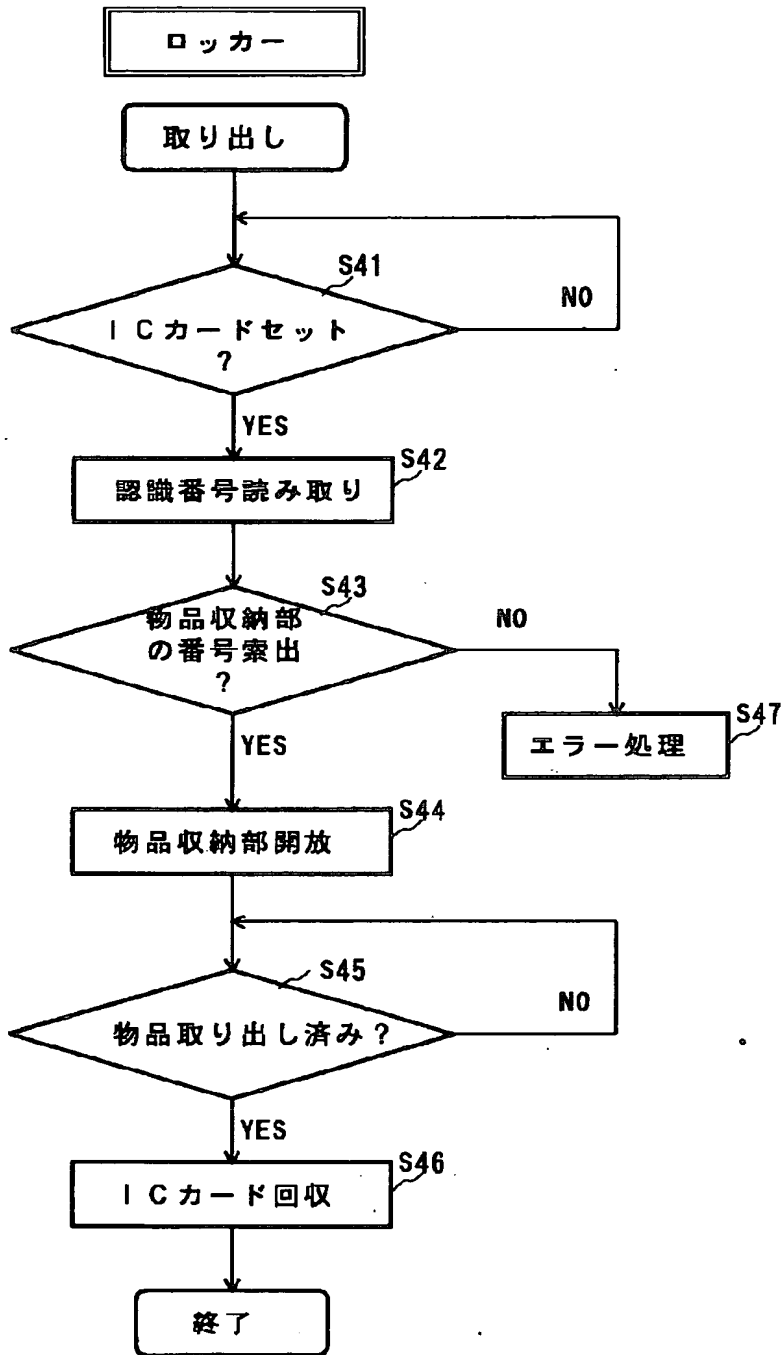 ロッカー
取り出し
S41
NO
ICカードセット
?
YES
S42
認識番号読み取り
S43
物品収納部
の番号索出
?
NO
YES
S47
エラー処理
S44
物品収納部開放
S45
NO
物品取り出し済み?
YES
S46
ICカード回収
終了